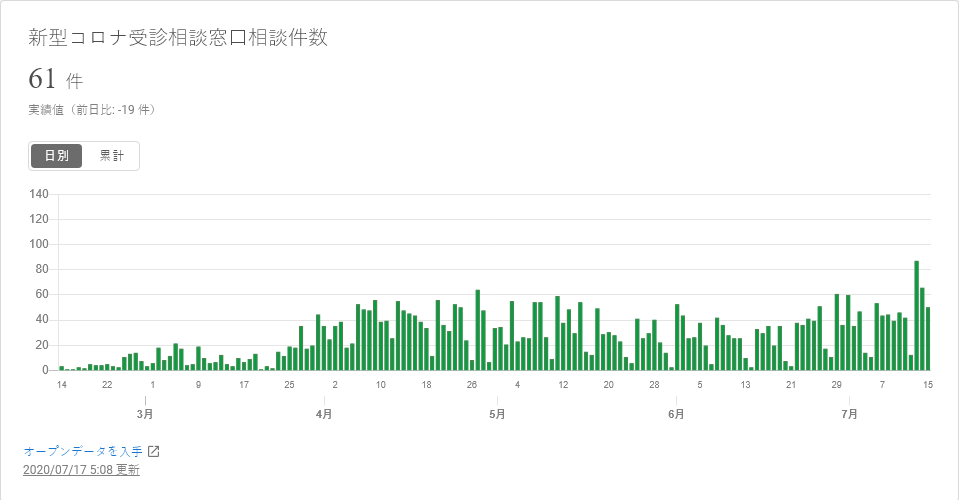 新型コロナ受診相談窓口相談件数
61 件
実績値（前日比: -19 件）
日別 累計
140
120
100
80
60
40
20
0
14 22 1 9 17 25 2 10 18 26 4 12 20 28 5 13 21 29 7 15
3月 4月 5月 6月 7月
オープンデータを入手
2020/07/17 5:08 更新